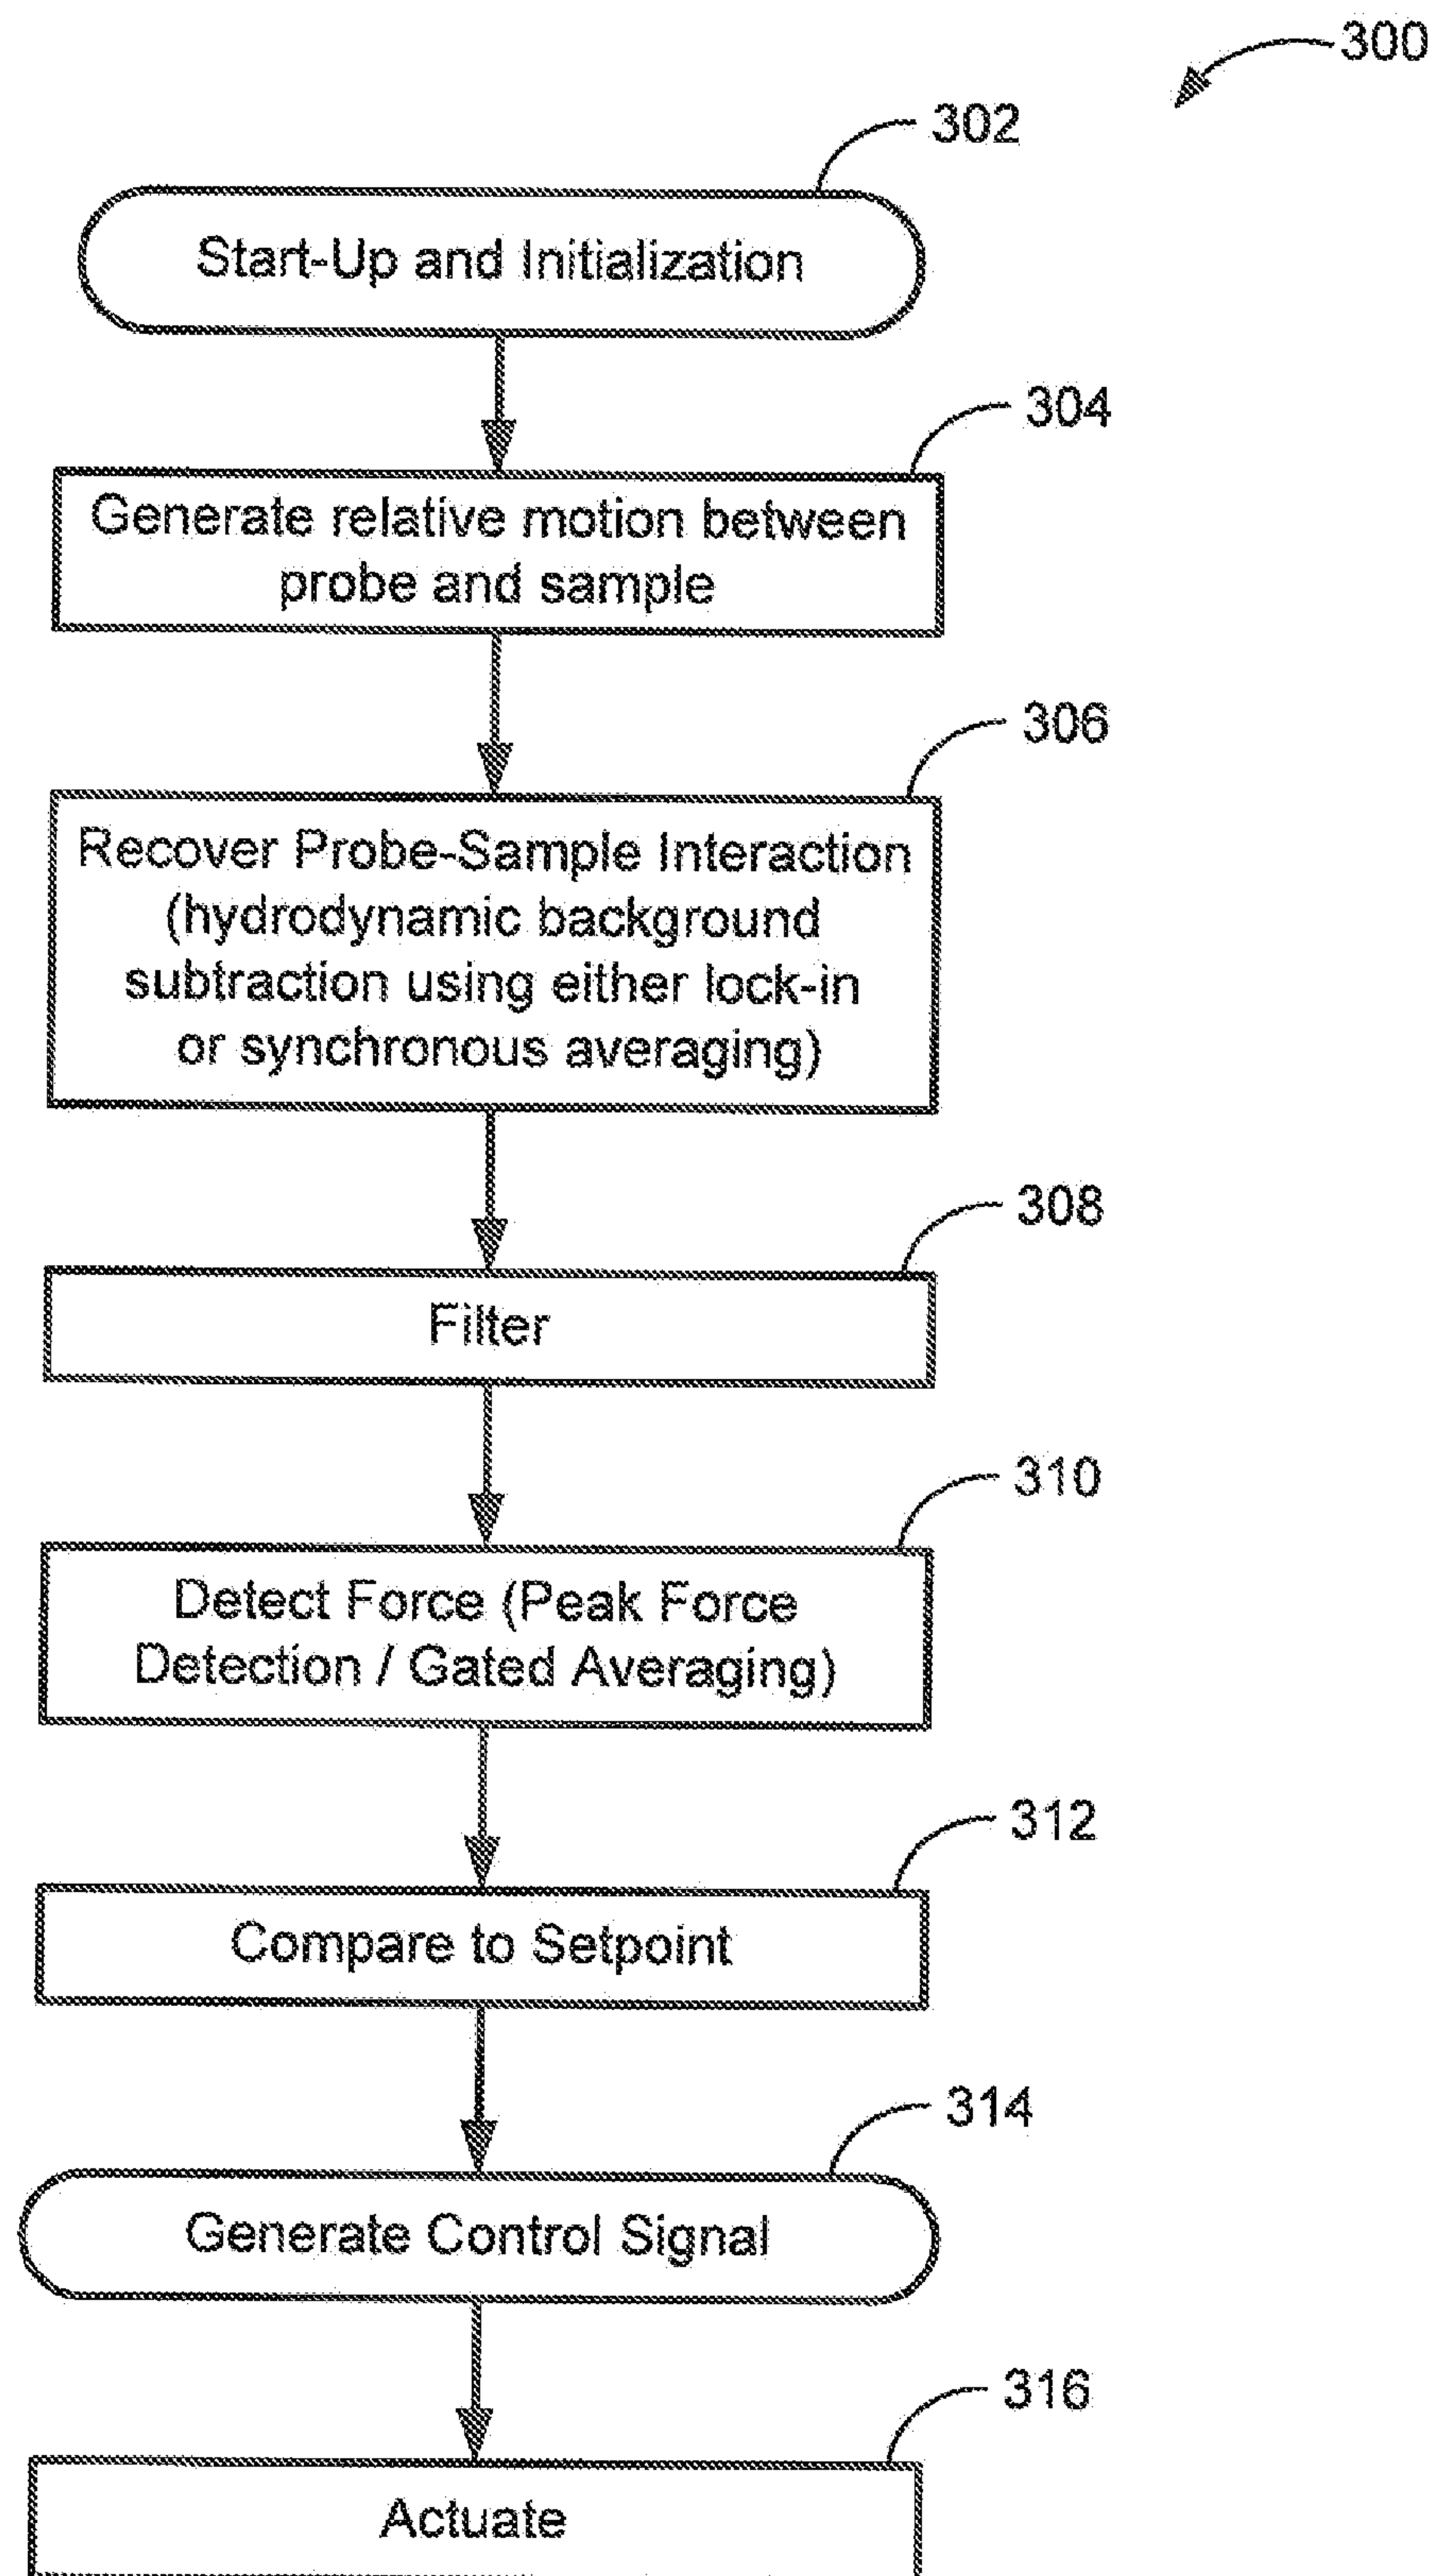 300
302
Start-Up and Initialization
304
Generate relative motion between
probe and sample
306
Recover Probe-Sample Interaction
(hydrodynamic background
subtraction using either lock-in
or synchronous averaging)
308
Filter
310
Detect Force (Peak Force
Detection / Gated Averaging)
312
Compare to Setpoint
314
Generate Control Signal
316
Actuate